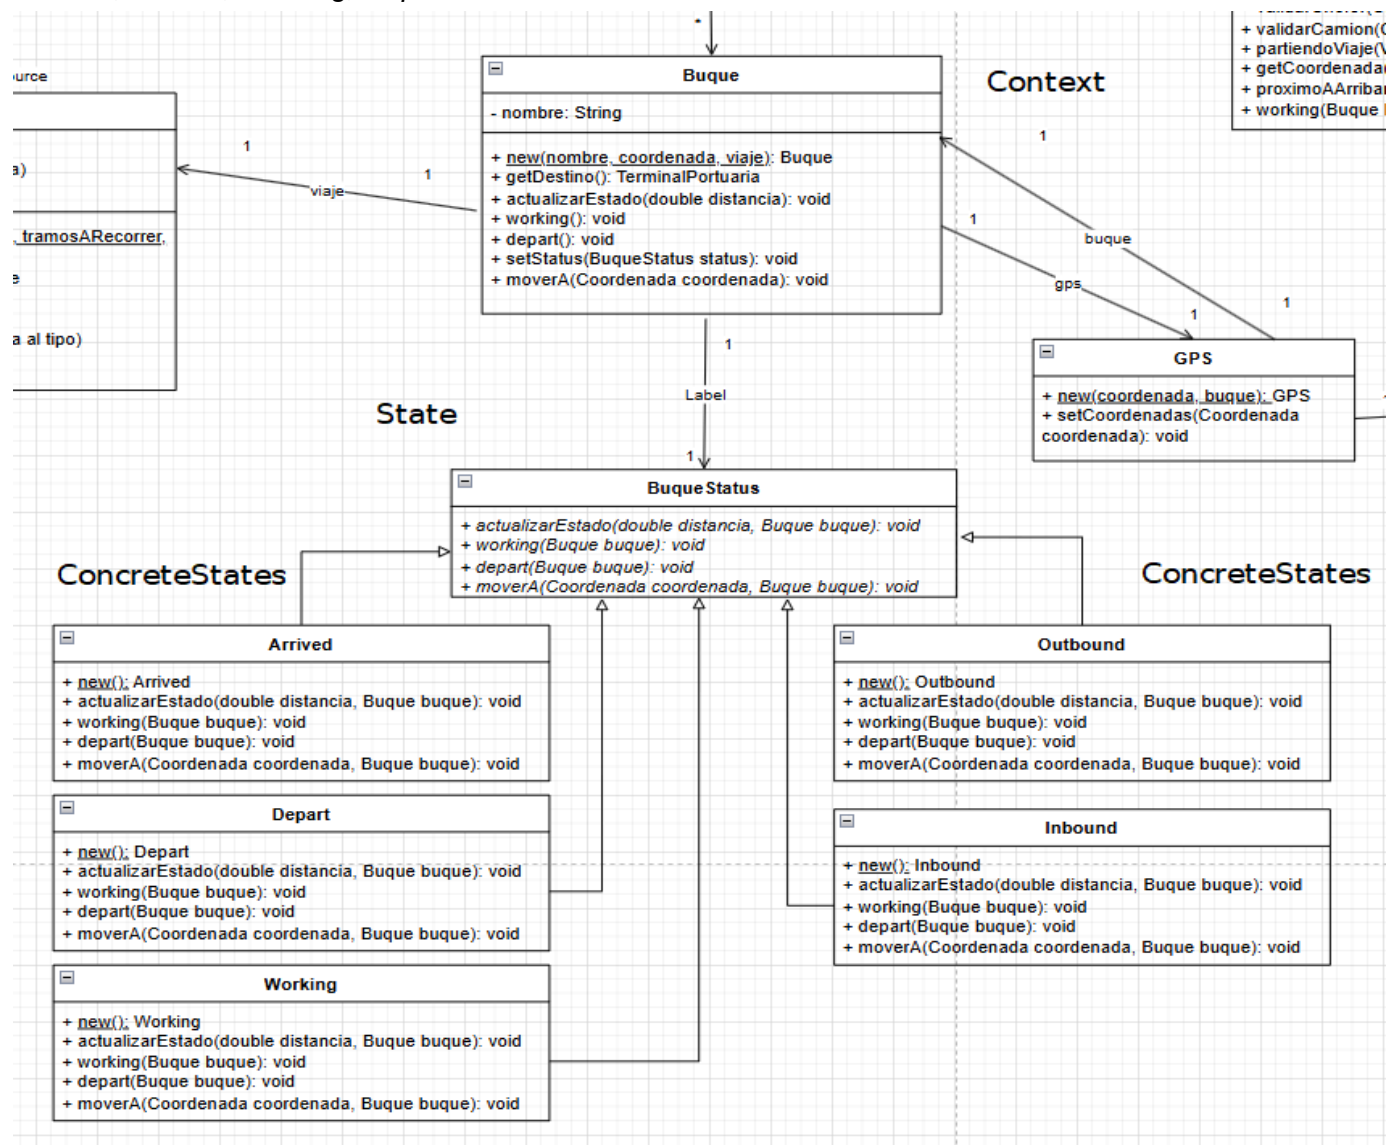 *
Buque
- nombre: String
+ new(nombre, coordenada, viaje): Buque
+ getDestino(): TerminalPortuaria
+ actualizarEstado(double distancia): void
+ working(): void
+ depart(): void
+ setStatus(BuqueStatus status): void
+ moverA(Coordenada coordenada): void
Context
+ validarCamion(
+ partiendoViaje(
+ getCoordenada
+ proximoAArribar
+ working(Buque
urce
a)
, tramosARecorrer,
e
a al tipo)
1
viaje
1
1
buque
1
1
gps
1
GPS
+ new(coordenada, buque): GPS
+ setCoordenadas(Coordenada
coordenada): void
1
Label
1
State
BuqueStatus
+ actualizarEstado(double distancia, Buque buque): void
+ working(Buque buque): void
+ depart(Buque buque): void
+ moverA(Coordenada coordenada, Buque buque): void
ConcreteStates
ConcreteStates
Arrived
+ new(): Arrived
+ actualizarEstado(double distancia, Buque buque): void
+ working(Buque buque): void
+ depart(Buque buque): void
+ moverA(Coordenada coordenada, Buque buque): void
Depart
+ new(): Depart
+ actualizarEstado(double distancia, Buque buque): void
+ working(Buque buque): void
+ depart(Buque buque): void
+ moverA(Coordenada coordenada, Buque buque): void
Working
+ new(): Working
+ actualizarEstado(double distancia, Buque buque): void
+ working(Buque buque): void
+ depart(Buque buque): void
+ moverA(Coordenada coordenada, Buque buque): void
Outbound
+ new(): Outbound
+ actualizarEstado(double distancia, Buque buque): void
+ working(Buque buque): void
+ depart(Buque buque): void
+ moverA(Coordenada coordenada, Buque buque): void
Inbound
+ new(): Inbound
+ actualizarEstado(double distancia, Buque buque): void
+ working(Buque buque): void
+ depart(Buque buque): void
+ moverA(Coordenada coordenada, Buque buque): void